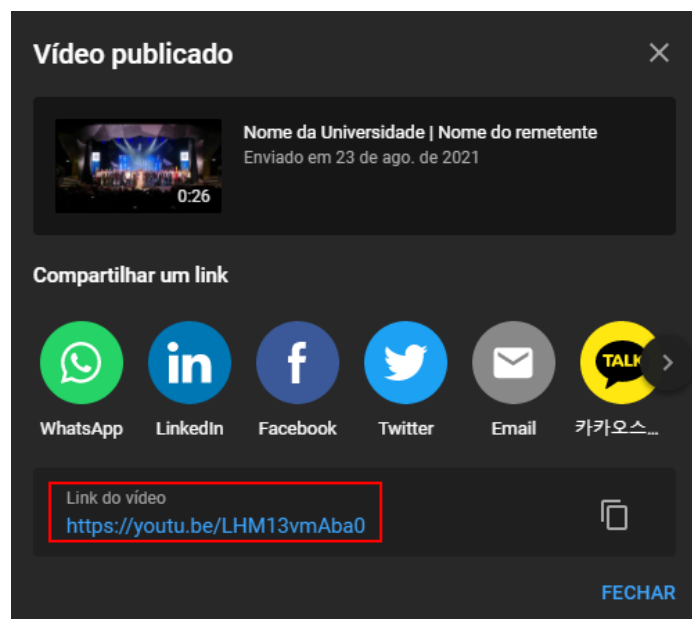 Vídeo publicado
Nome da Universidade | Nome do remetente
Enviado em 23 de ago. de 2021
0:26
Compartilhar um link
in
f
TALK
WhatsApp
LinkedIn
Facebook
Twitter
Email
카카오스...
Link do vídeo
https://youtu.be/LHM13vmAba0
FECHAR